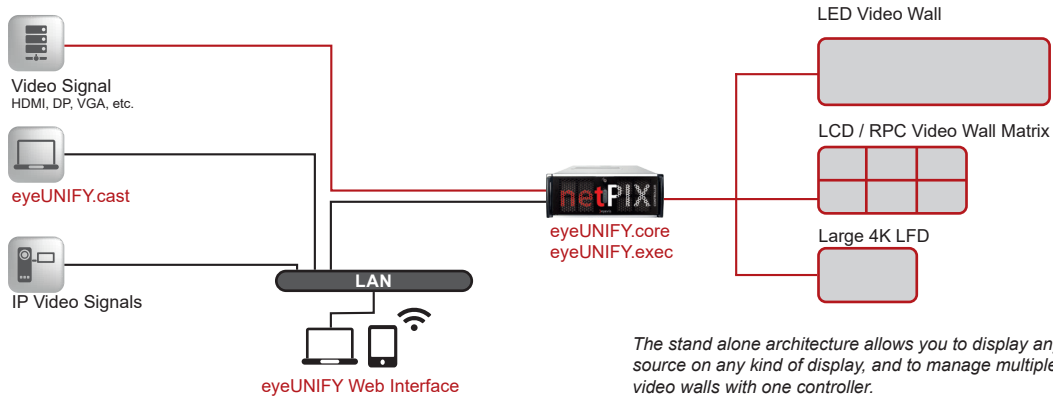 LED Video Wall
Video Signal
HDMI, DP, VGA, etc.
LCD / RPC Video Wall Matrix
eyeUNIFY.cast
netPIX
eyeUNIFY.core
eyeUNIFY.exec
Large 4K LFD
LAN
IP Video Signals
eyeUNIFY Web Interface
The stand alone architecture allows you to display any
source on any kind of display, and to manage multiple
video walls with one controller.